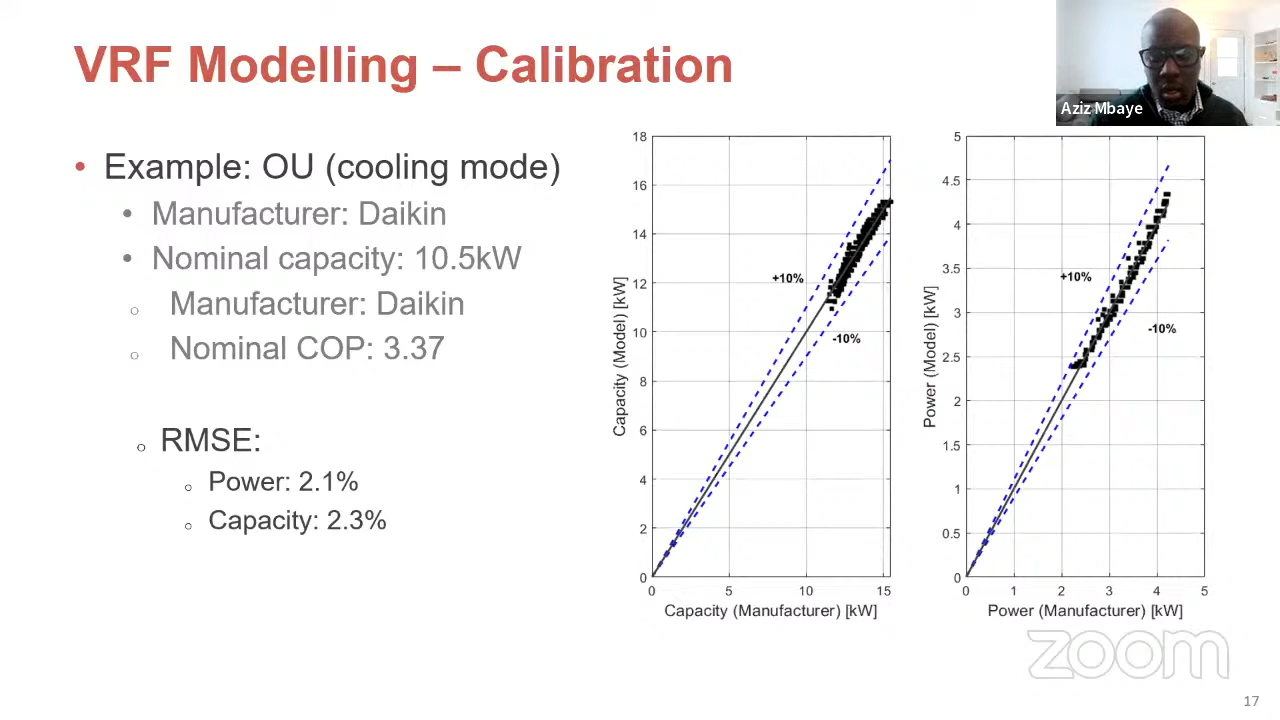 VRF Modelling – Calibration
Aziz Mbaye
• Example: OU (cooling mode)
• Manufacturer: Daikin
• Nominal capacity: 10.5kW
○ Manufacturer: Daikin
○ Nominal COP: 3.37
○ RMSE:
○ Power: 2.1%
○ Capacity: 2.3%
18
16
14
12
10
8
6
4
2
0
Capacity (Model) [kW]
+10%
-10%
0 5 10 15
Capacity (Manufacturer) [kW]
5
4.5
4
3.5
3
2.5
2
1.5
1
0.5
0
Power (Model) [kW]
+10%
-10%
0 1 2 3 4 5
Power (Manufacturer) [kW]
zoom
17